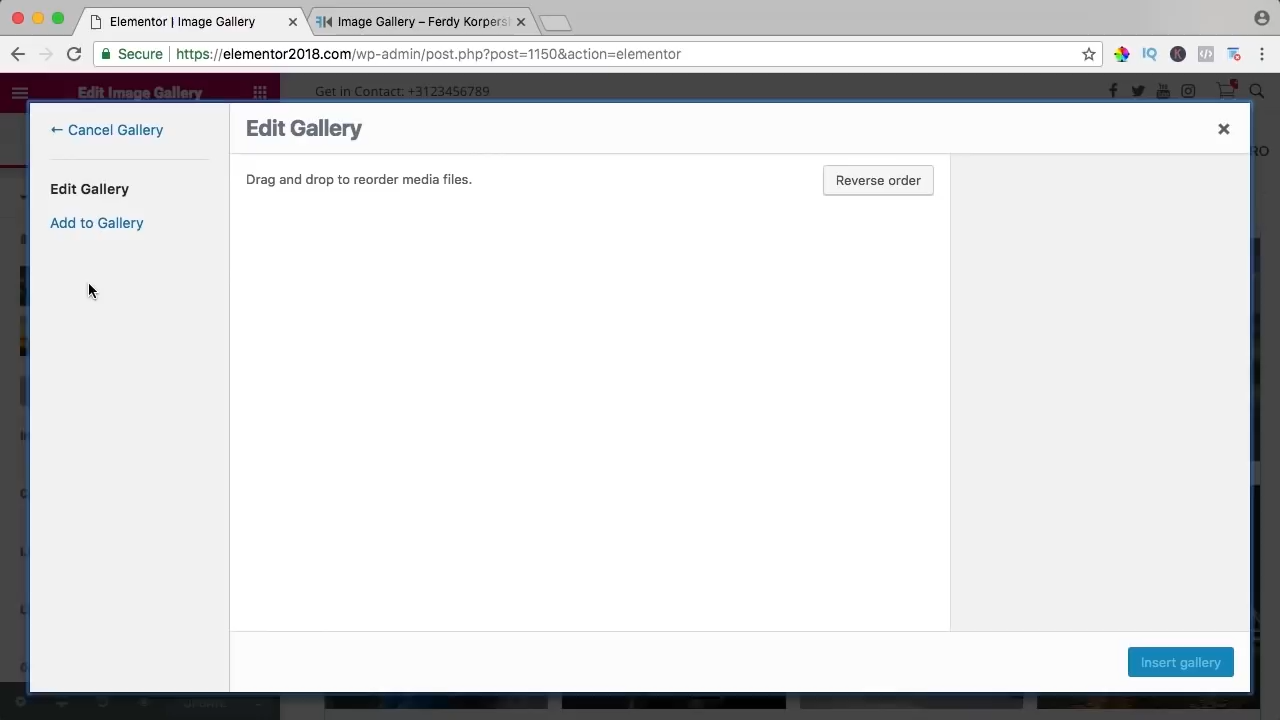 Elementor | Image Gallery
Image Gallery – Ferdy Korpers
Secure
https://elementor2018.com/wp-admin/post.php?post=1150&action=elementor
Edit Image Gallery
Get in Contact: +3123456789
← Cancel Gallery
Edit Gallery
Edit Gallery
Add to Gallery
Drag and drop to reorder media files.
Reverse order
Insert gallery